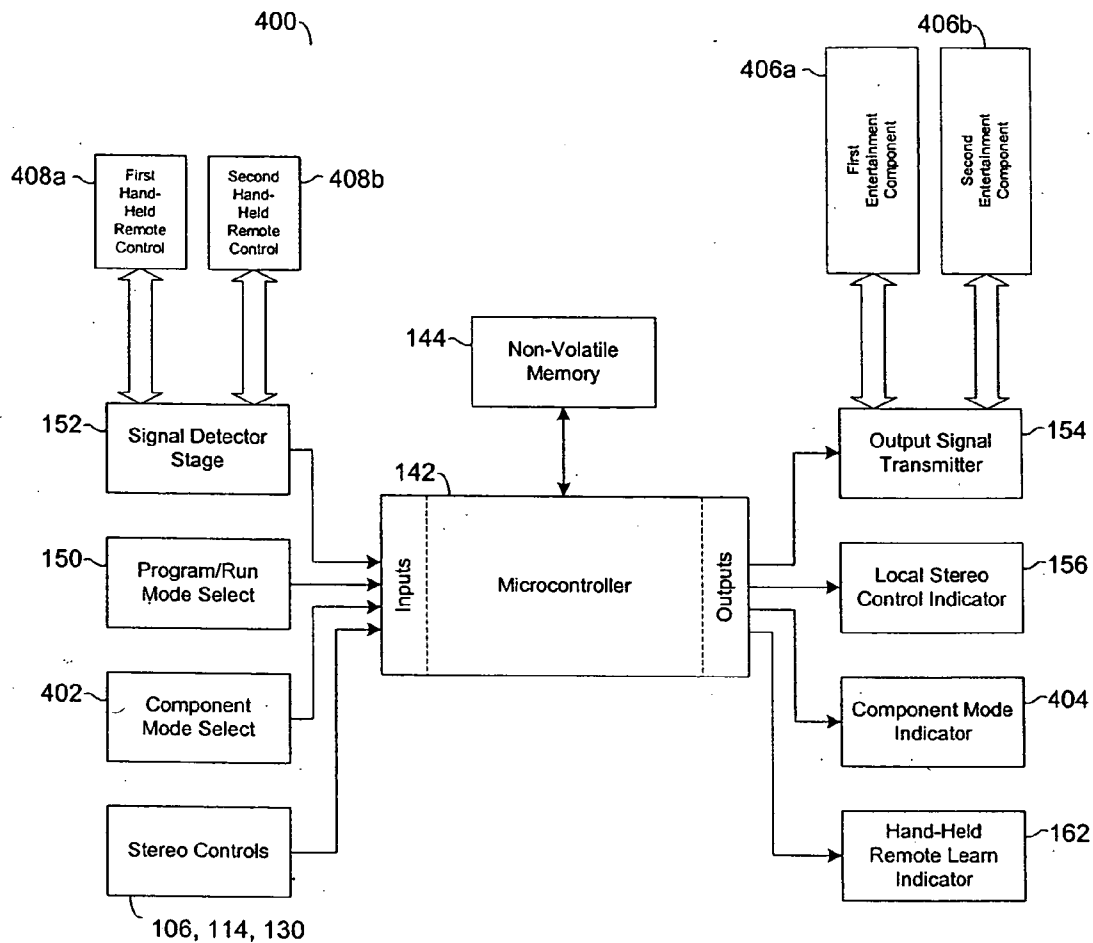 400
406b
406a
First
Entertainment
Component
Second
Entertainment
Component
408a
First
Hand-
Held
Remote
Control
Second
Hand-
Held
Remote
Control
408b
144
Non-Volatile
Memory
152
Signal Detector
Stage
142
Output Signal
Transmitter
154
150
Program/Run
Mode Select
Inputs
Microcontroller
Outputs
Local Stereo
Control Indicator
156
402
Component
Mode Select
Component Mode
Indicator
404
Stereo Controls
106, 114, 130
Hand-Held
Remote Learn
Indicator
162